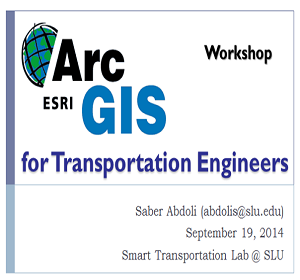 Arc
Workshop
ESRI
GIS
for Transportation Engineers
Saber Abdoli (abdolis@slu.edu)
September 19, 2014
Smart Transportation Lab @ SLU